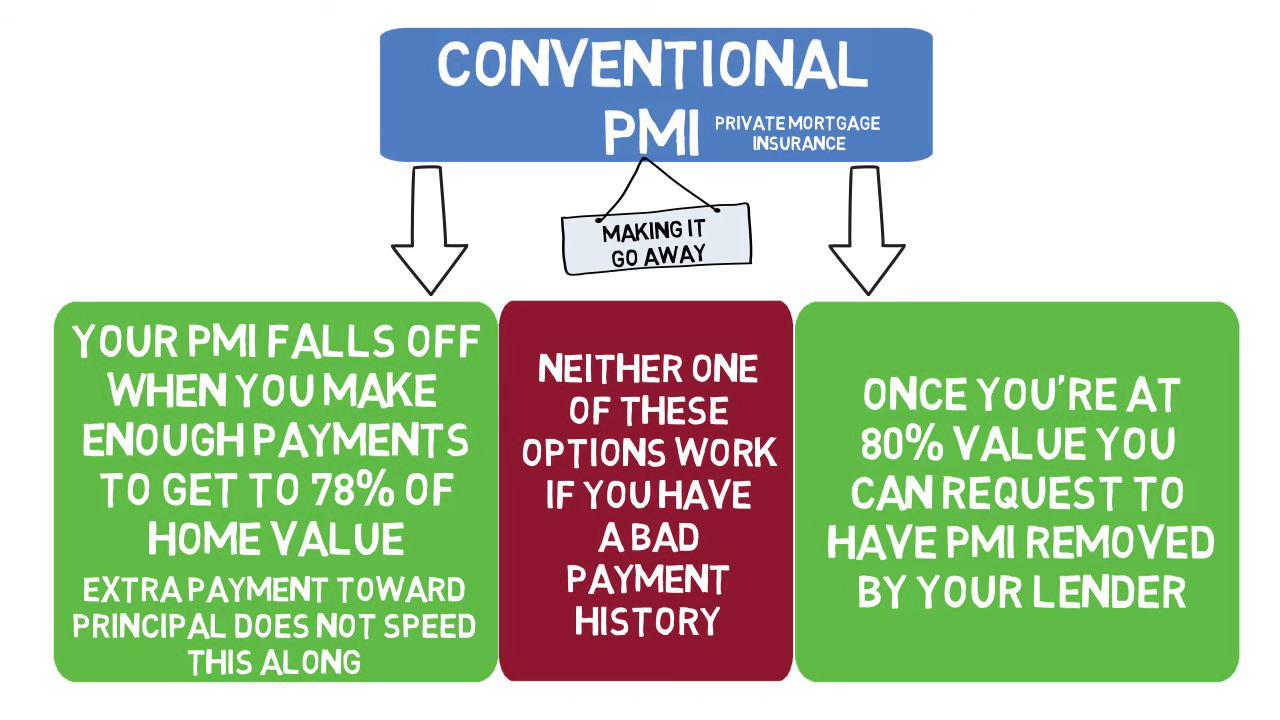 CONVENTIONAL
PMI PRIVATE MORTGAGE
INSURANCE
MAKING IT
GO AWAY
YOUR PMI FALLS OFF
WHEN YOU MAKE
ENOUGH PAYMENTS
TO GET TO 78% OF
HOME VALUE
EXTRA PAYMENT TOWARD
PRINCIPAL DOES NOT SPEED
THIS ALONG
NEITHER ONE
OF THESE
OPTIONS WORK
IF YOU HAVE
A BAD
PAYMENT
HISTORY
ONCE YOU'RE AT
80% VALUE YOU
CAN REQUEST TO
HAVE PMI REMOVED
BY YOUR LENDER